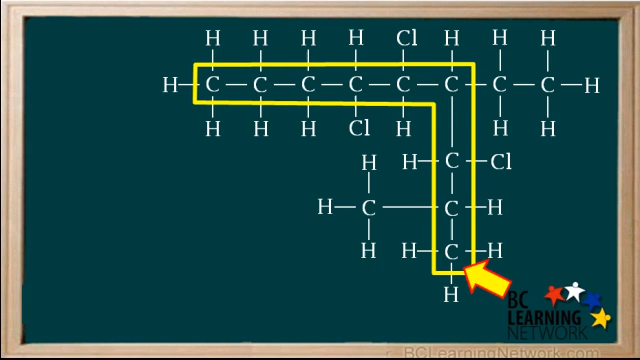 H H H H Cl H H H
H C C C C C C C C H
H H H Cl H H H
H H C Cl
H C C H
H H C H
H
BC
LEARNING
NETWORK
BCLearningNetwork.com